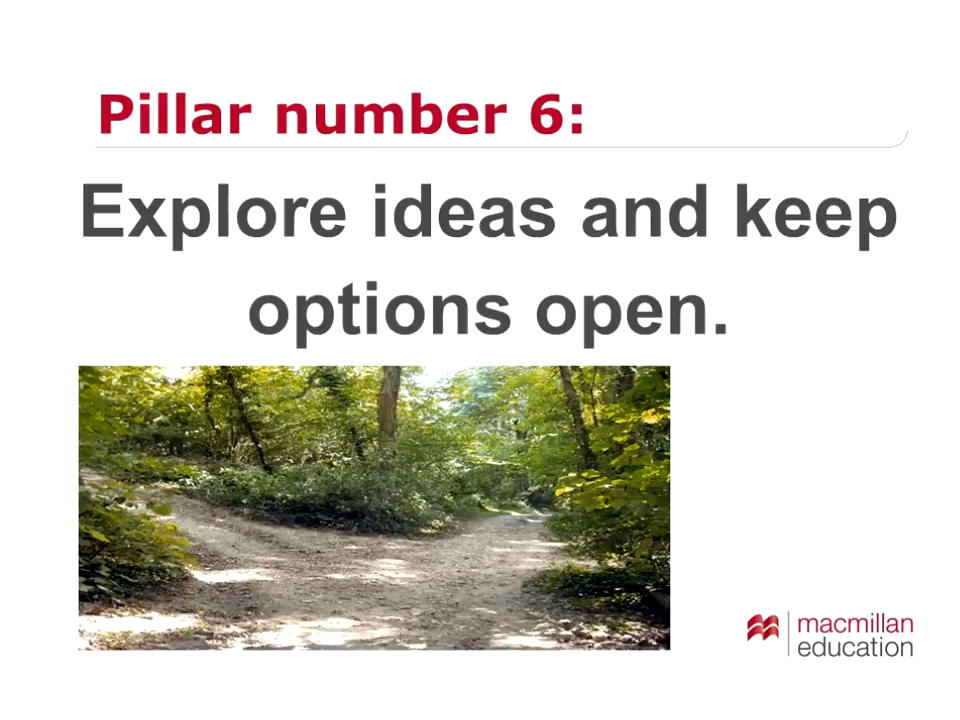 Pillar number 6:
Explore ideas and keep
options open.
macmillan
education